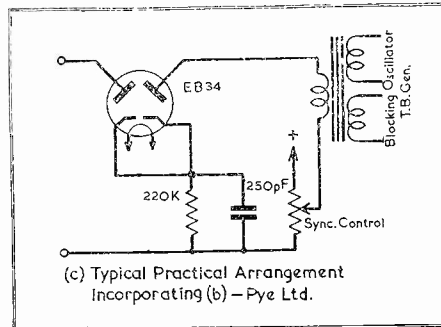 EB34
Blocking Oscillator
T.B. Gen.
+
220K
250pF
Sync. Control
(c) Typical Practical Arrangement
Incorporating (b) – Pye Ltd.